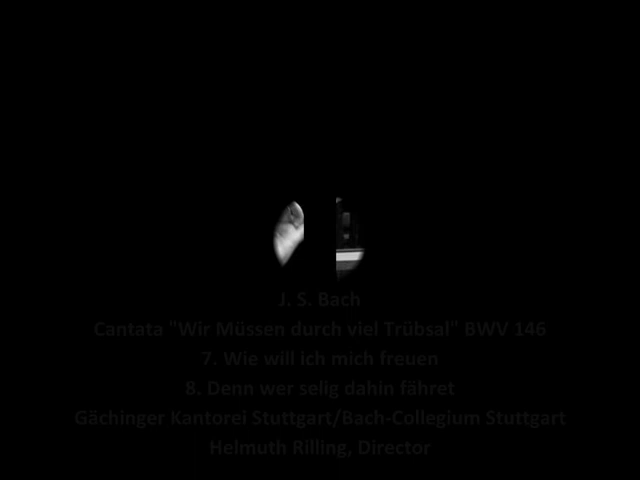 J. S. Bach
Cantata "Wir Müssen durch viel Trübsal" BWV 146
7. Wie will ich mich freuen
8. Denn wer selig dahin fähret
Gächinger Kantorei Stuttgart/Bach-Collegium Stuttgart
Helmuth Rilling, Director